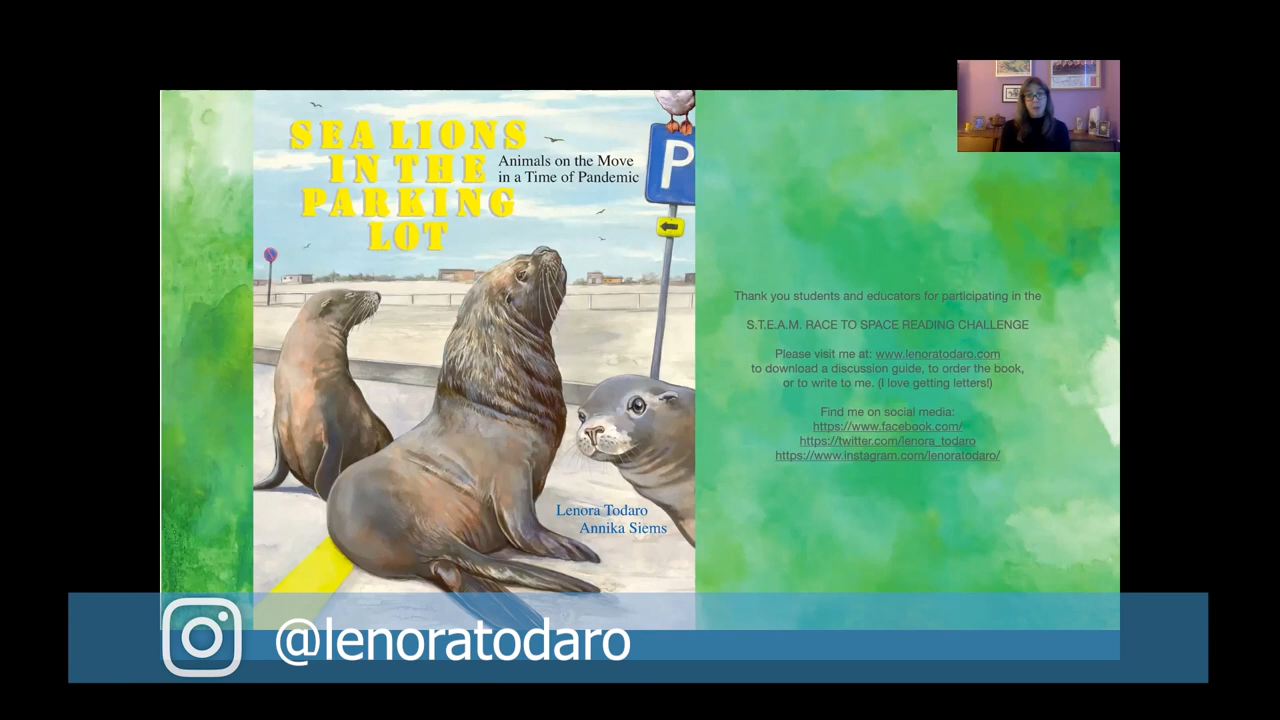 SEA LIONS
IN THE
PARKING
LOT
Animals on the Move
in a Time of Pandemic
P
Lenora Todaro
Annika Siems
Thank you students and educators for participating in the
S.T.E.A.M. RACE TO SPACE READING CHALLENGE
Please visit me at: www.lenoratodaro.com
to download a discussion guide, to order the book,
or to write to me. (I love getting letters!)
Find me on social media:
https://www.facebook.com/
https://twitter.com/lenora_todaro
https://www.instagram.com/lenoratodaro/
@lenoratodaro